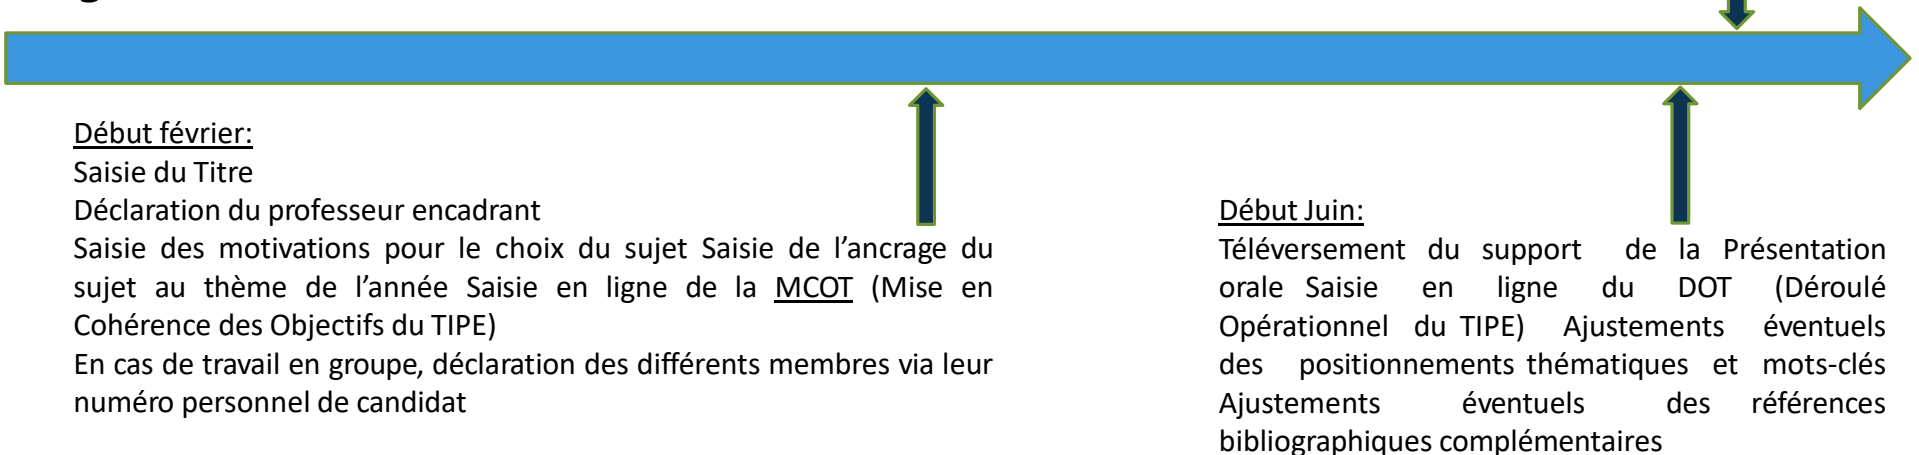 Début février:
Saisie du Titre
Déclaration du professeur encadrant
Saisie des motivations pour le choix du sujet Saisie de l’ancrage du
sujet au thème de l’année Saisie en ligne de la MCOT (Mise en
Cohérence des Objectifs du TIPE)
En cas de travail en groupe, déclaration des différents membres via leur
numéro personnel de candidat
Début Juin:
Téléversement du support de la Présentation
orale Saisie en ligne du DOT (Déroulé
Opérationnel du TIPE) Ajustements éventuels
des positionnements thématiques et mots-clés
Ajustements éventuels des références
bibliographiques complémentaires